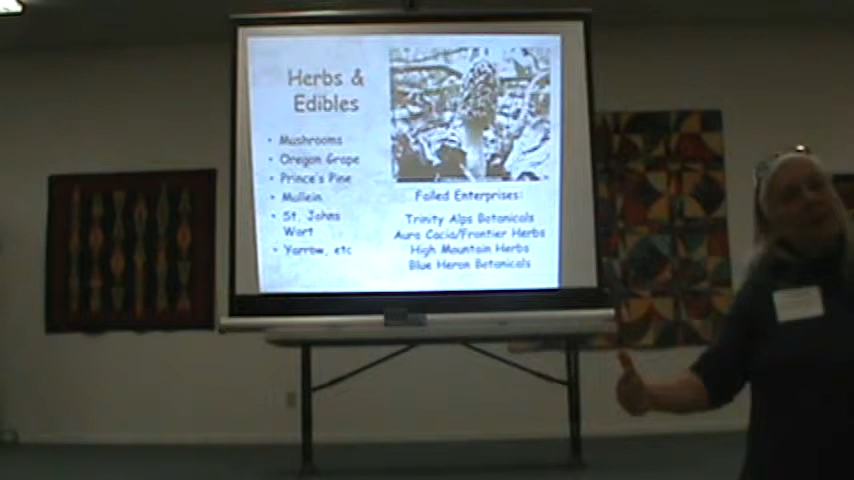 Herbs &
Edibles
• Mushrooms
• Oregon Grape
• Prince's Pine
• Mullein
• St. Johns
Wort
• Yarrow, etc
Failed Enterprises:
Trinity Alps Botanicals
Aura Cacia/Frontier Herbs
High Mountain Herbs
Blue Heron Botanicals